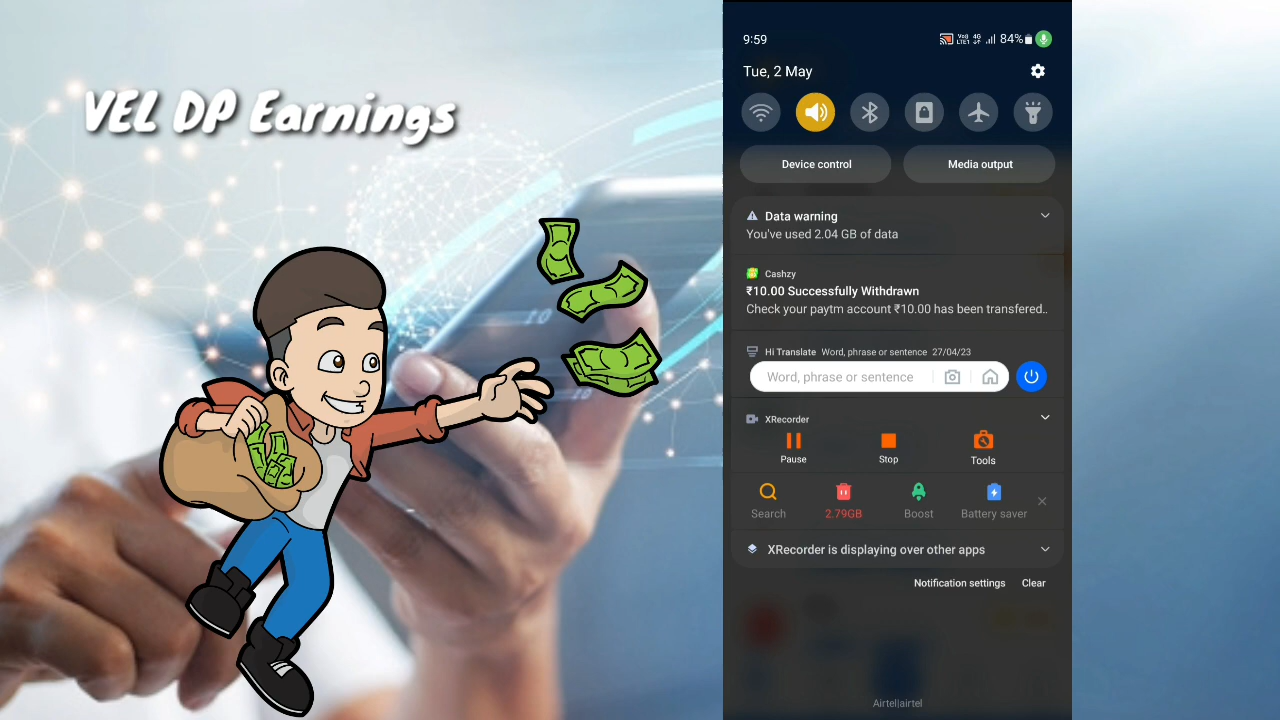 VEL DP Earnings
9:59
84%
Tue, 2 May
Device control
Media output
Data warning
You've used 2.04 GB of data
Cashzy
₹10.00 Successfully Withdrawn
Check your paytm account ₹10.00 has been transfered..
Hi Translate Word, phrase or sentence 27/04/23
Word, phrase or sentence
XRecorder
Pause
Stop
Tools
Search
2.79GB
Boost
Battery saver
XRecorder is displaying over other apps
Notification settings
Clear
Airtel|airtel